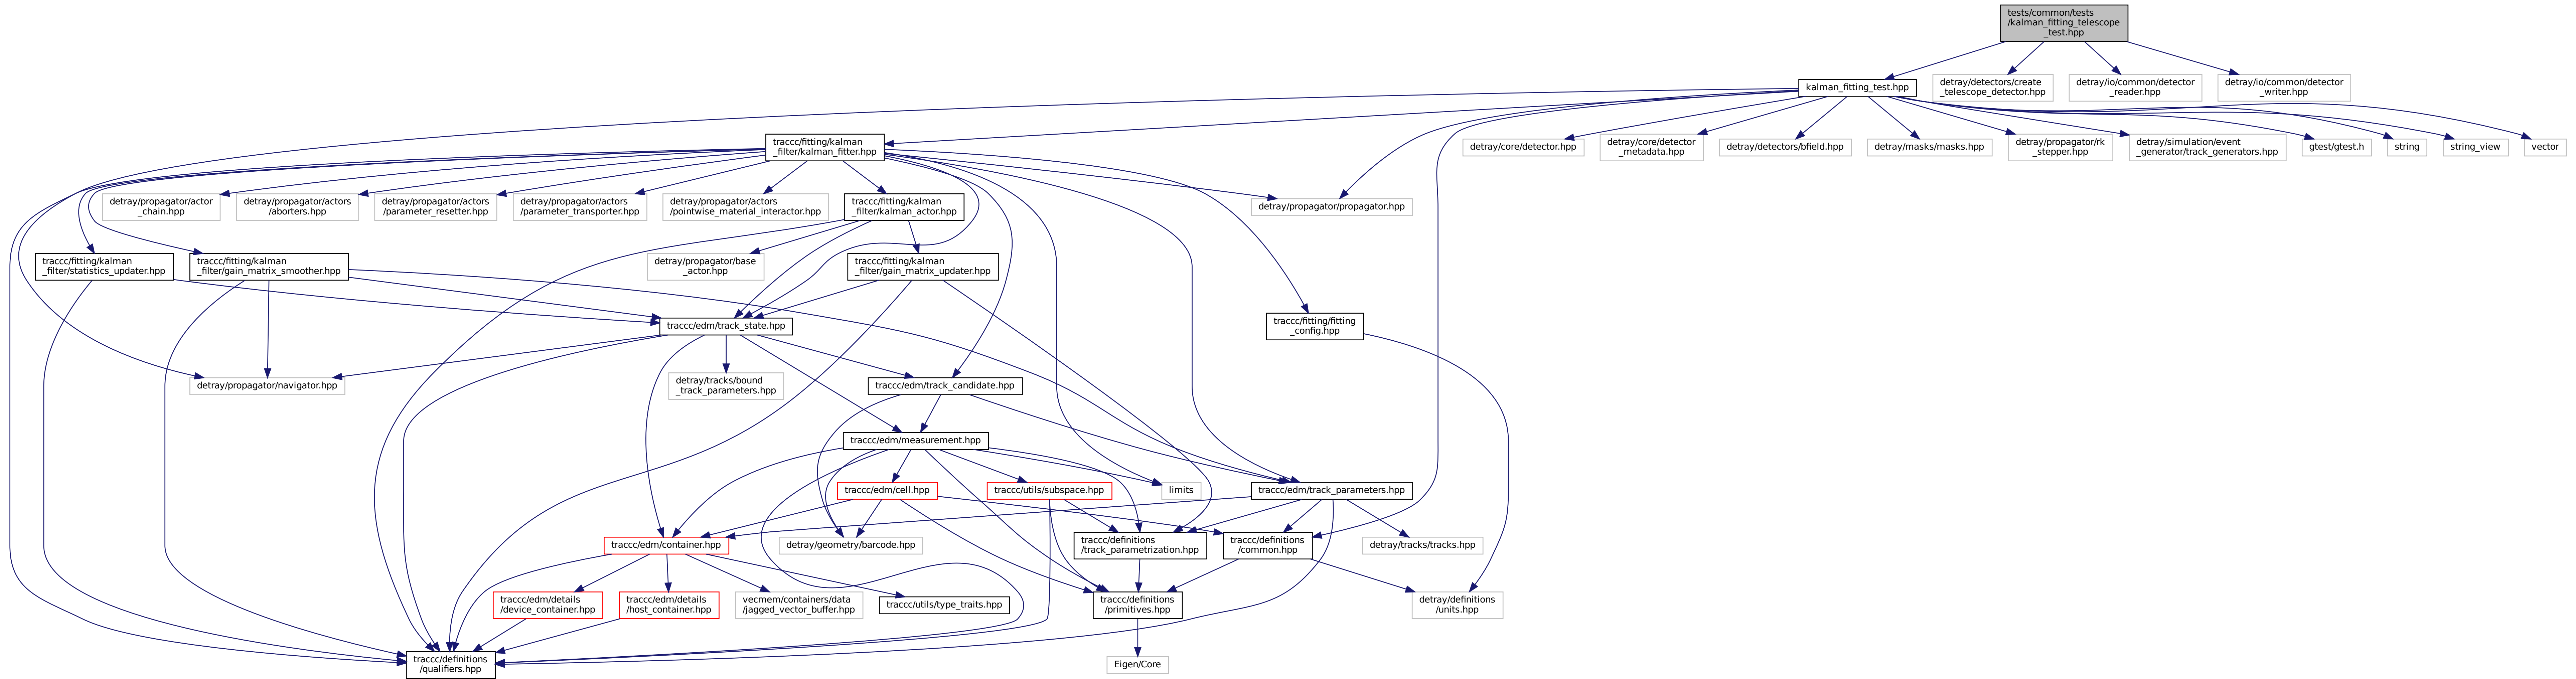 tests/common/tests
/kalman_fitting_telescope
_test.hpp
kalman_fitting_test.hpp
detray/detectors/create
_telescope_detector.hpp
detray/io/common/detector
_reader.hpp
detray/io/common/detector
_writer.hpp
traccc/fitting/kalman
_filter/kalman_fitter.hpp
detray/core/detector.hpp
detray/core/detector
_metadata.hpp
detray/detectors/bfield.hpp
detray/masks/masks.hpp
detray/propagator/rk
_stepper.hpp
detray/simulation/event
_generator/track_generators.hpp
gtest/gtest.h
string
string_view
vector
detray/propagator/actor
_chain.hpp
detray/propagator/actors
/aborters.hpp
detray/propagator/actors
/parameter_resetter.hpp
detray/propagator/actors
/parameter_transporter.hpp
detray/propagator/actors
/pointwise_material_interactor.hpp
traccc/fitting/kalman
_filter/kalman_actor.hpp
detray/propagator/propagator.hpp
traccc/fitting/kalman
_filter/statistics_updater.hpp
traccc/fitting/kalman
_filter/gain_matrix_smoother.hpp
detray/propagator/base
_actor.hpp
traccc/fitting/kalman
_filter/gain_matrix_updater.hpp
traccc/edm/track_state.hpp
traccc/fitting/fitting
_config.hpp
detray/propagator/navigator.hpp
detray/tracks/bound
_track_parameters.hpp
traccc/edm/track_candidate.hpp
traccc/edm/measurement.hpp
traccc/edm/cell.hpp
traccc/utils/subspace.hpp
limits
traccc/edm/track_parameters.hpp
traccc/edm/container.hpp
detray/geometry/barcode.hpp
traccc/definitions
/track_parametrization.hpp
traccc/definitions
/common.hpp
detray/tracks/tracks.hpp
traccc/edm/details
/device_container.hpp
traccc/edm/details
/host_container.hpp
vecmem/containers/data
/jagged_vector_buffer.hpp
traccc/utils/type_traits.hpp
traccc/definitions
/primitives.hpp
detray/definitions
/units.hpp
traccc/definitions
/qualifiers.hpp
Eigen/Core